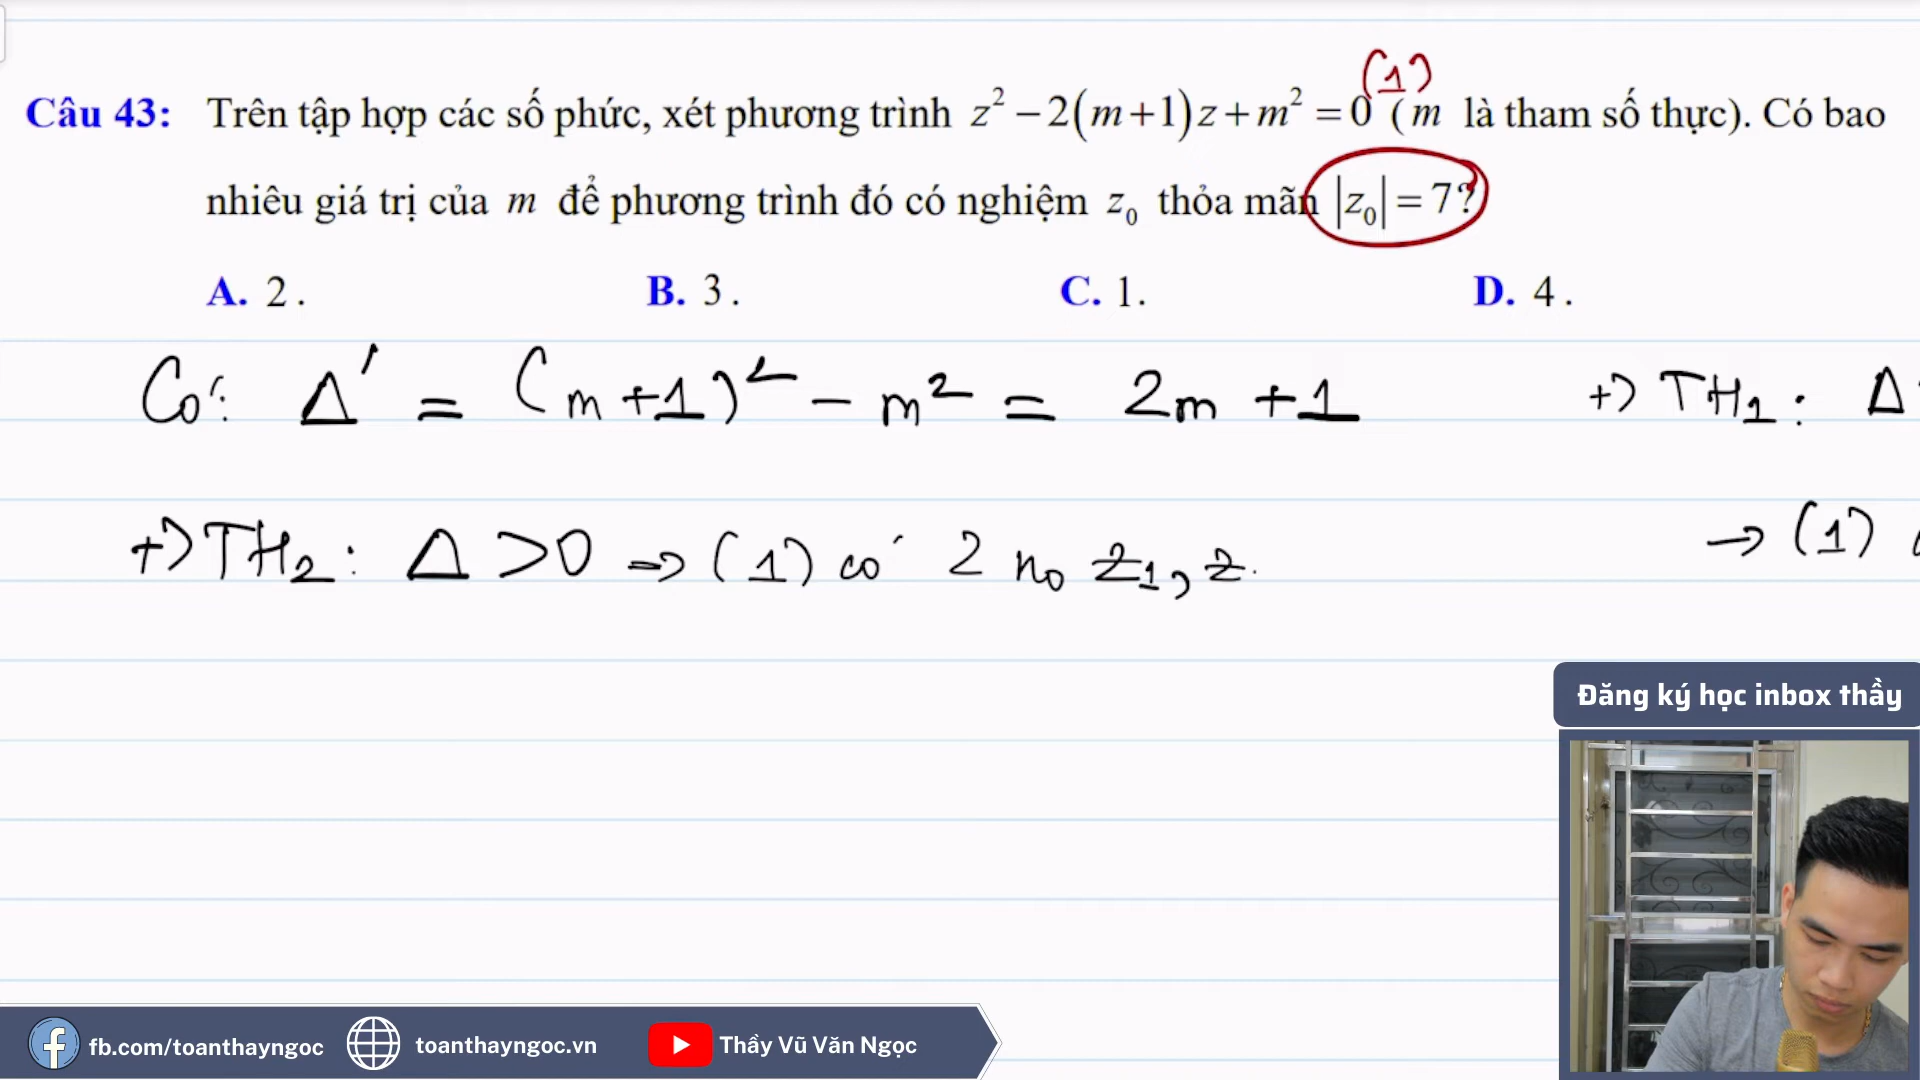 (1)
Câu 43: Trên tập hợp các số phức, xét phương trình z² − 2(m+1)z + m² = 0 (m là tham số thực). Có bao
nhiêu giá trị của m để phương trình đó có nghiệm z₀ thỏa mãn |z₀| = 7?
A. 2. B. 3. C. 1. D. 4.
Có: Δ' = (m+1)² − m² = 2m + 1 +) TH₁: Δ
+) TH₂: Δ > 0 → (1) có 2 no z₁, z → (1)
Đăng ký học inbox thầy
fb.com/toanthayngoc toanthayngoc.vn Thầy Vũ Văn Ngọc